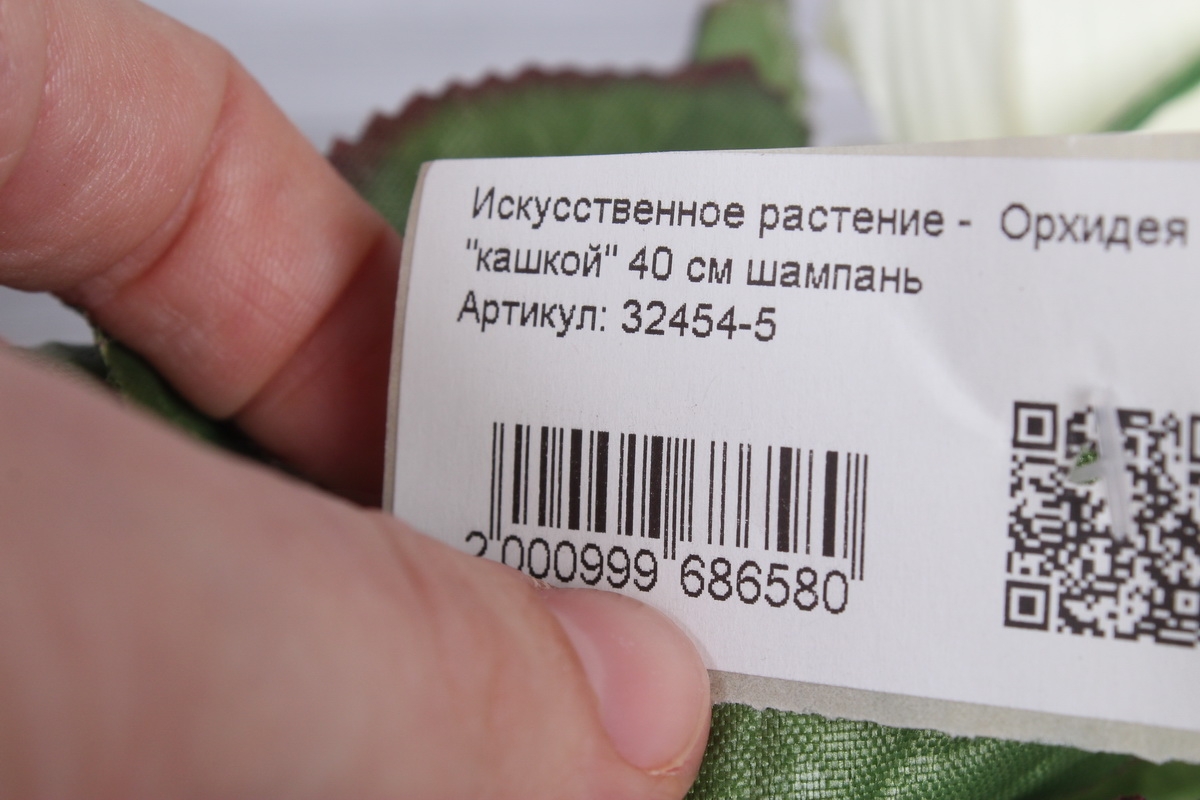 Искусственное растение - Орхидея
"кашкой" 40 см шампань
Артикул: 32454-5
2 000999 686580